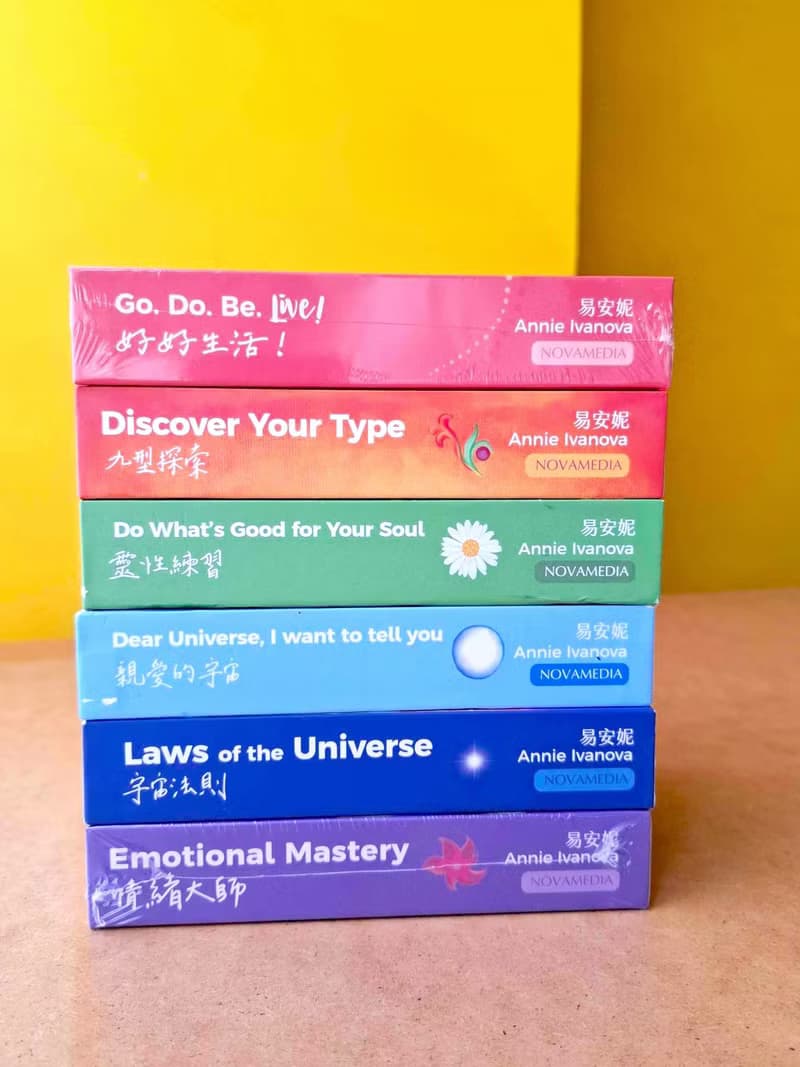 Go. Do. Be. Live!
好好生活！
易安妮
Annie Ivanova
NOVAMEDIA
Discover Your Type
九型探索
易安妮
Annie Ivanova
NOVAMEDIA
Do What's Good for Your Soul
靈性練習
易安妮
Annie Ivanova
NOVAMEDIA
Dear Universe, I want to tell you
親愛的宇宙
易安妮
Annie Ivanova
NOVAMEDIA
Laws of the Universe
宇宙法則
易安妮
Annie Ivanova
NOVAMEDIA
Emotional Mastery
情緒大師
易安妮
Annie Ivanova
NOVAMEDIA